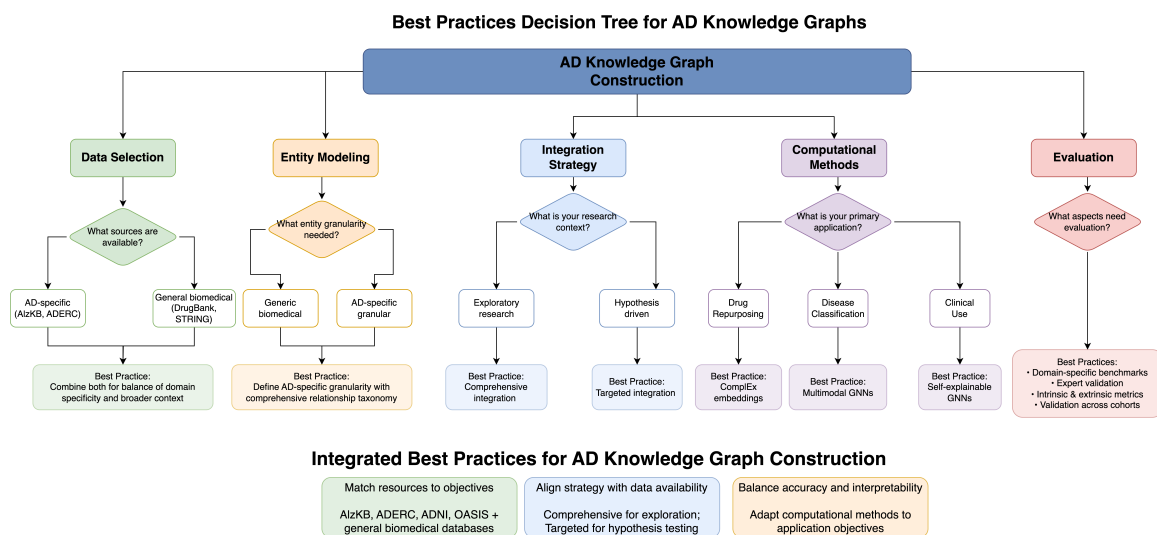 Best Practices Decision Tree for AD Knowledge Graphs
AD Knowledge Graph
Construction
Data Selection
Entity Modeling
Integration
Strategy
Computational
Methods
Evaluation
What sources are
available?
What entity granularity
needed?
What is your research
context?
What is your primary
application?
What aspects need
evaluation?
AD-specific
(AlzKB, ADERC)
General biomedical
(DrugBank,
STRING)
Generic
biomedical
AD-specific
granular
Exploratory
research
Hypothesis
driven
Drug
Repurposing
Disease
Classification
Clinical
Use
Best Practice:
Combine both for balance of domain
specificity and broader context
Best Practice:
Define AD-specific granularity with
comprehensive relationship taxonomy
Best Practice:
Comprehensive
integration
Best Practice:
Targeted integration
Best Practice:
ComplEx
embeddings
Best Practice:
Multimodal GNNs
Best Practice:
Self-explainable
GNNs
Best Practices:
• Domain-specific benchmarks
• Expert validation
• Intrinsic & extrinsic metrics
• Validation across cohorts
Integrated Best Practices for AD Knowledge Graph Construction
Match resources to objectives
AlzKB, ADERC, ADNI, OASIS +
general biomedical databases
Align strategy with data availability
Comprehensive for exploration;
Targeted for hypothesis testing
Balance accuracy and interpretability
Adapt computational methods to
application objectives